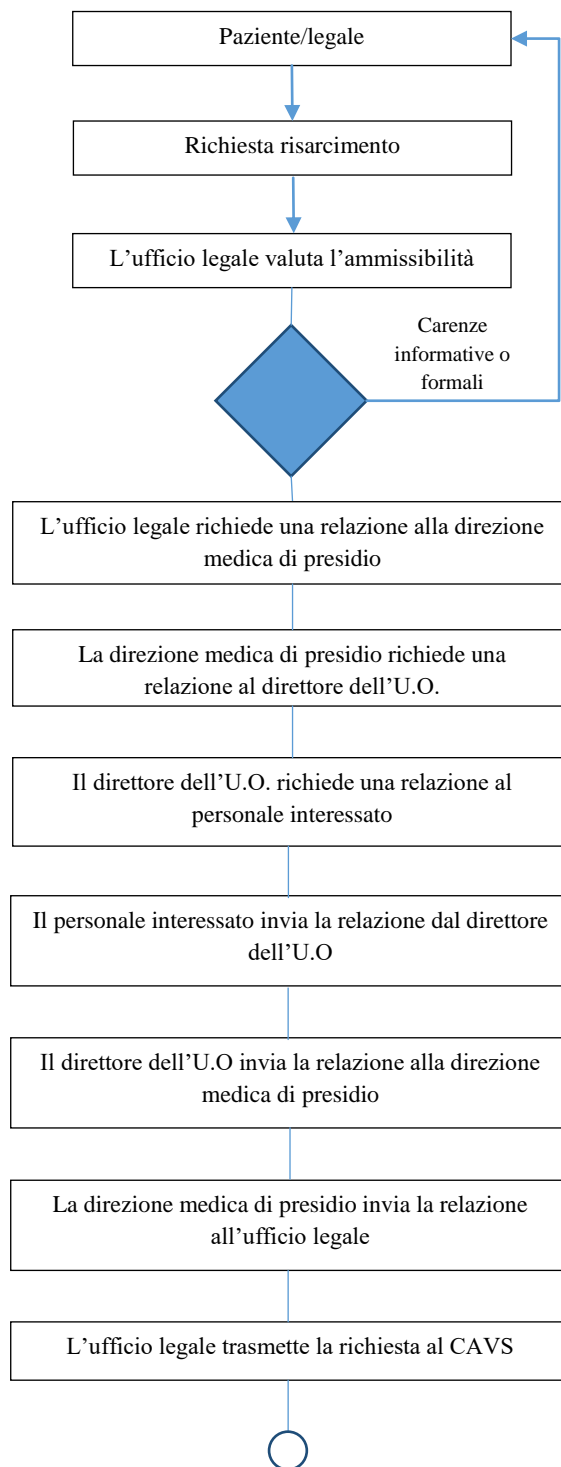 Paziente/legale
Richiesta risarcimento
L’ufficio legale valuta l’ammissibilità
Carenze
informative o
formali
L’ufficio legale richiede una relazione alla direzione
medica di presidio
La direzione medica di presidio richiede una
relazione al direttore dell’U.O.
Il direttore dell’U.O. richiede una relazione al
personale interessato
Il personale interessato invia la relazione dal direttore
dell’U.O
Il direttore dell’U.O invia la relazione alla direzione
medica di presidio
La direzione medica di presidio invia la relazione
all’ufficio legale
L’ufficio legale trasmette la richiesta al CAVS